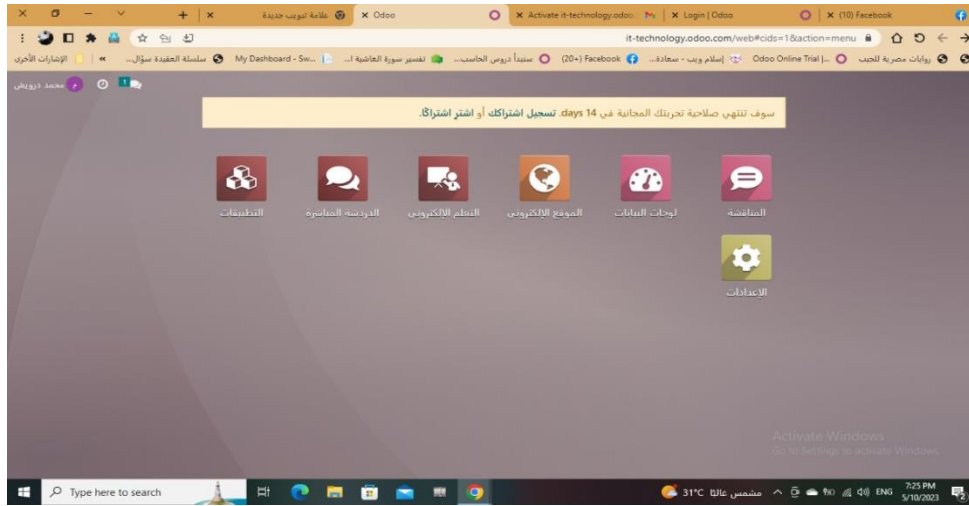 (10) Facebook
Login | Odoo
Activate it-technology.odoo.
Odoo
علامة تبويب جديدة
it-technology.odoo.com/web#cids=1&action=menu
روايات مصرية للجيب
Odoo Online Trial |...
إسلام ويب - سعادة...
(20+) Facebook
سنبدأ دروس الحاسب...
تفسير سورة الغاشية ا...
My Dashboard - Sw...
سلسلة العقيدة سؤال...
»
الإشارات الأخرى
محمد درويش
1
سوف تنتهي صلاحية تجربتك المجانية في 14 days. تسجيل اشتراكك أو اشترِ اشتراكًا.
المناقشة
لوحات البيانات
الموقع الإلكتروني
التعلم الإلكتروني
الدردشة المباشرة
التطبيقات
الإعدادات
Activate Windows
Go to Settings to activate Windows.
Type here to search
31°C مشمس غالبًا
ENG
7:25 PM
5/10/2023
2